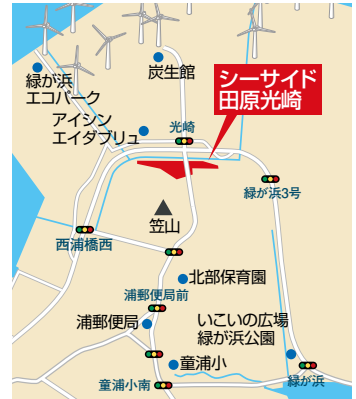 炭生館
緑が浜
エコパーク
シーサイド
田原光崎
アイシン
エイダブリュ
光崎
緑が浜3号
笠山
西浦橋西
北部保育園
浦郵便局前
浦郵便局
いこいの広場
緑が浜公園
童浦小
緑が浜
童浦小南